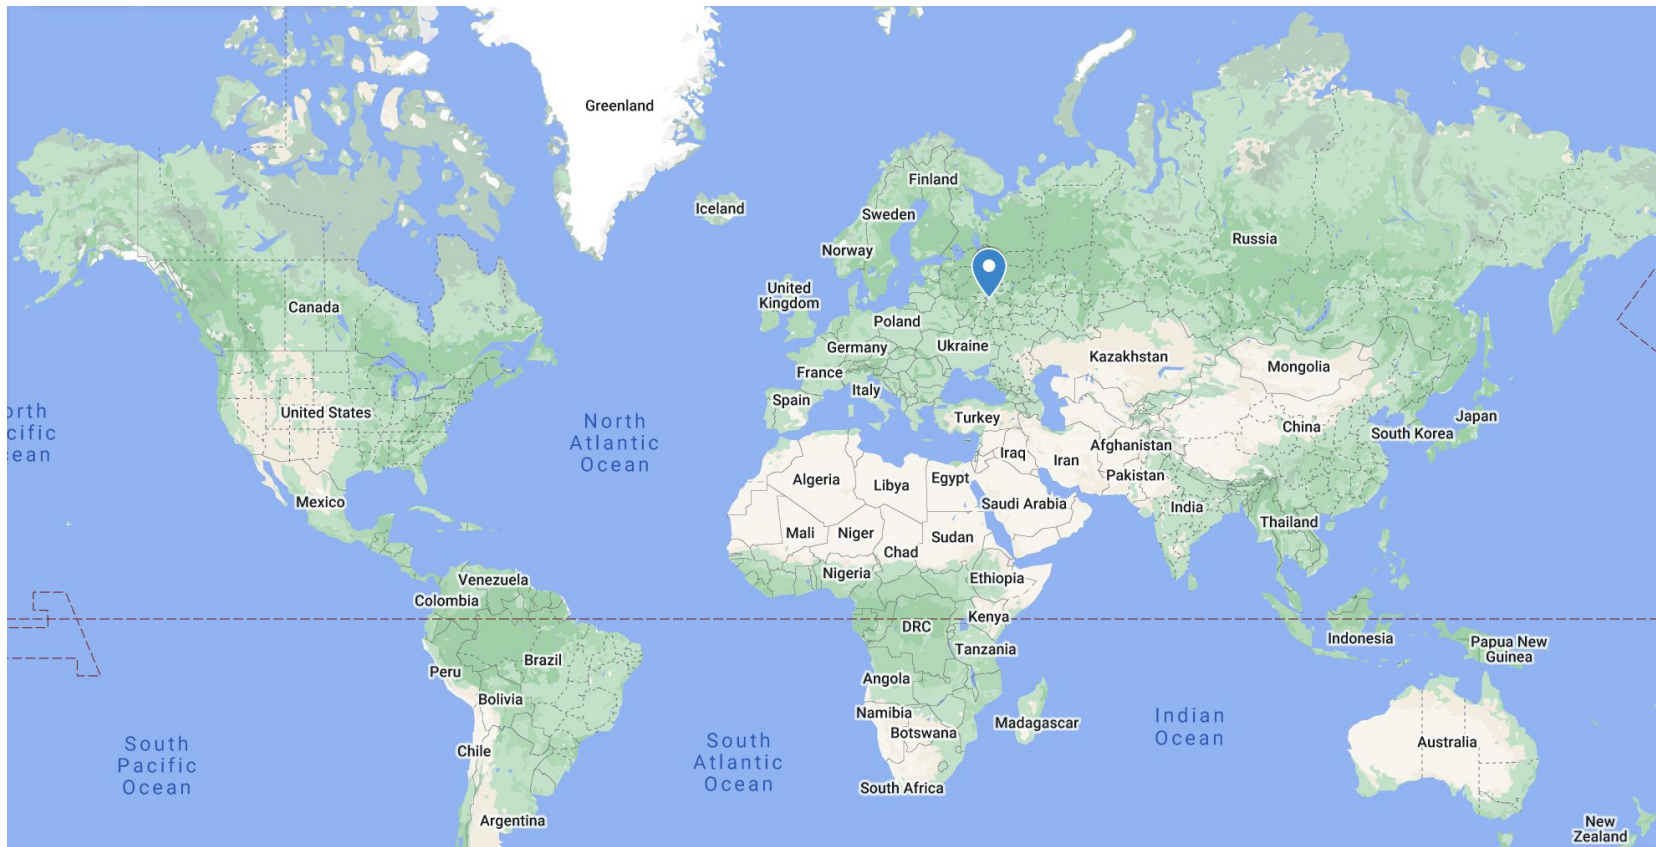 Greenland
Finland
Iceland
Sweden
Norway
Russia
United
Kingdom
Canada
Poland
Ukraine
Germany
Kazakhstan
Mongolia
France
Italy
Spain
United States
Turkey
Japan
China
South Korea
orth
cific
ean
North
Atlantic
Ocean
Afghanistan
Iraq
Iran
Pakistan
Algeria
Libya
Egypt
Saudi Arabia
India
Mexico
Thailand
Mali
Niger
Sudan
Chad
Nigeria
Ethiopia
Venezuela
Colombia
Kenya
DRC
Indonesia
Papua New
Guinea
Tanzania
Brazil
Peru
Angola
Bolivia
Namibia
Madagascar
Botswana
Indian
Ocean
Australia
Chile
South
Pacific
Ocean
South
Atlantic
Ocean
South Africa
Argentina
New
Zealand